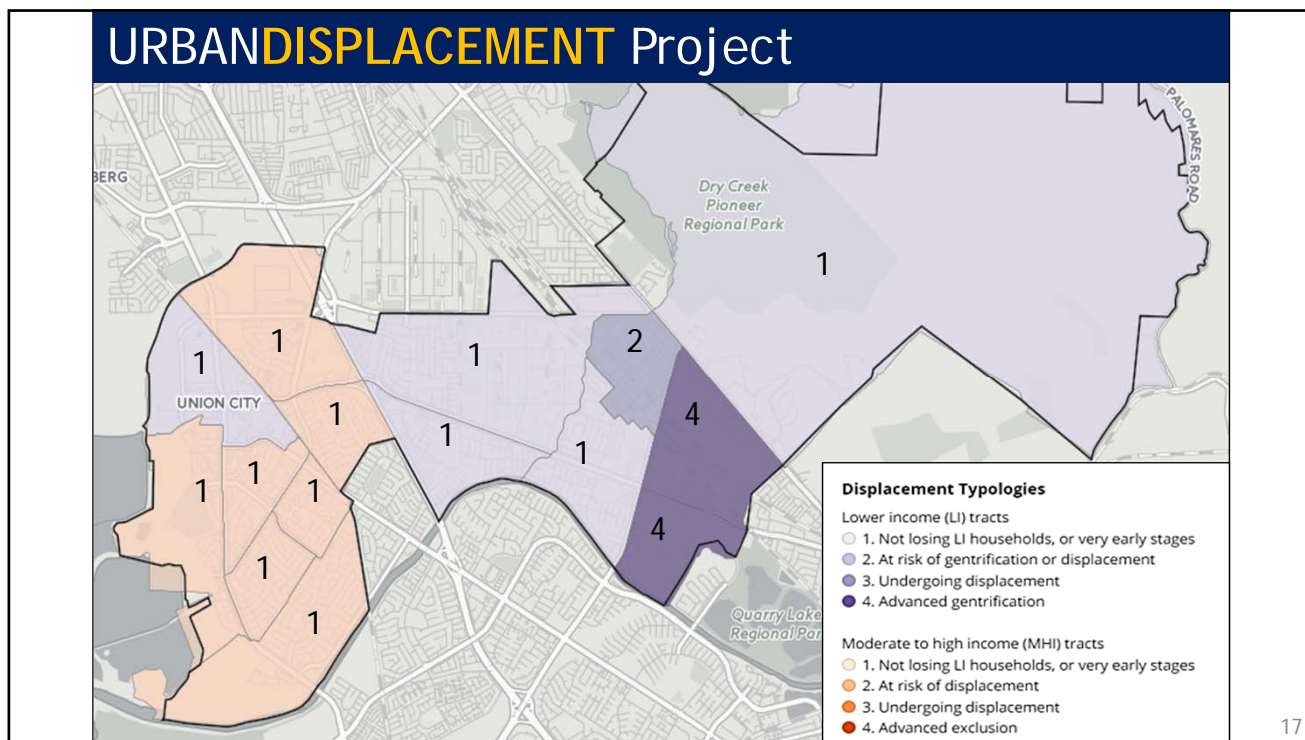 URBANDISPLACEMENT Project
PALOMARES ROAD
BERG
Dry Creek
Pioneer
Regional Park
1
2
1
1
1
UNION CITY
1
4
1
1
1
1
1
1
4
1
Quarry Lake
Regional Par
Displacement Typologies
Lower income (LI) tracts
1. Not losing LI households, or very early stages
2. At risk of gentrification or displacement
3. Undergoing displacement
4. Advanced gentrification
Moderate to high income (MHI) tracts
1. Not losing LI households, or very early stages
2. At risk of displacement
3. Undergoing displacement
4. Advanced exclusion
17